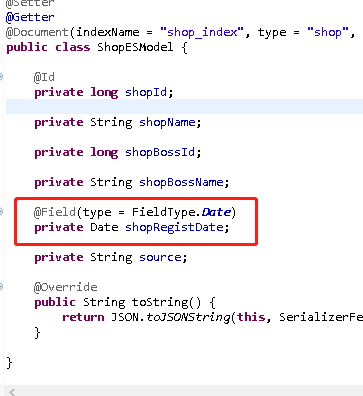 @Setter
@Getter
@Document(indexName = "shop_index", type = "shop",
public class ShopESModel {
@Id
private long shopId;
private String shopName;
private long shopBossId;
private String shopBossName;
@Field(type = FieldType.Date)
private Date shopRegistDate;
private String source;
@Override
public String toString() {
return JSON.toJSONString(this, SerializerFe
}
}